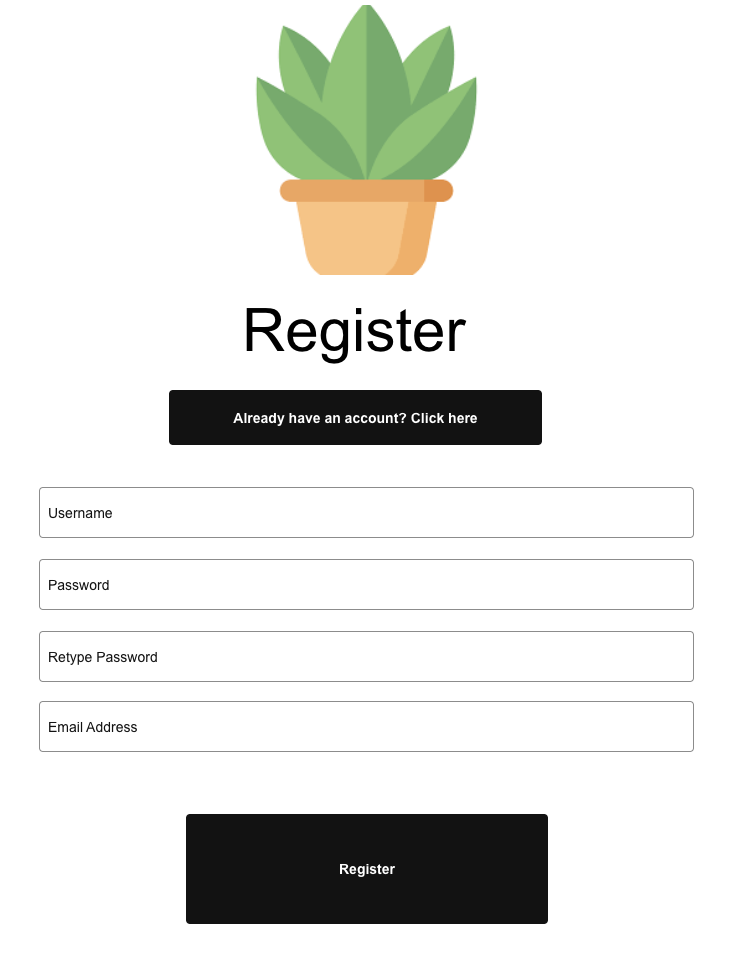 Register
Already have an account? Click here
Username
Password
Retype Password
Email Address
Register